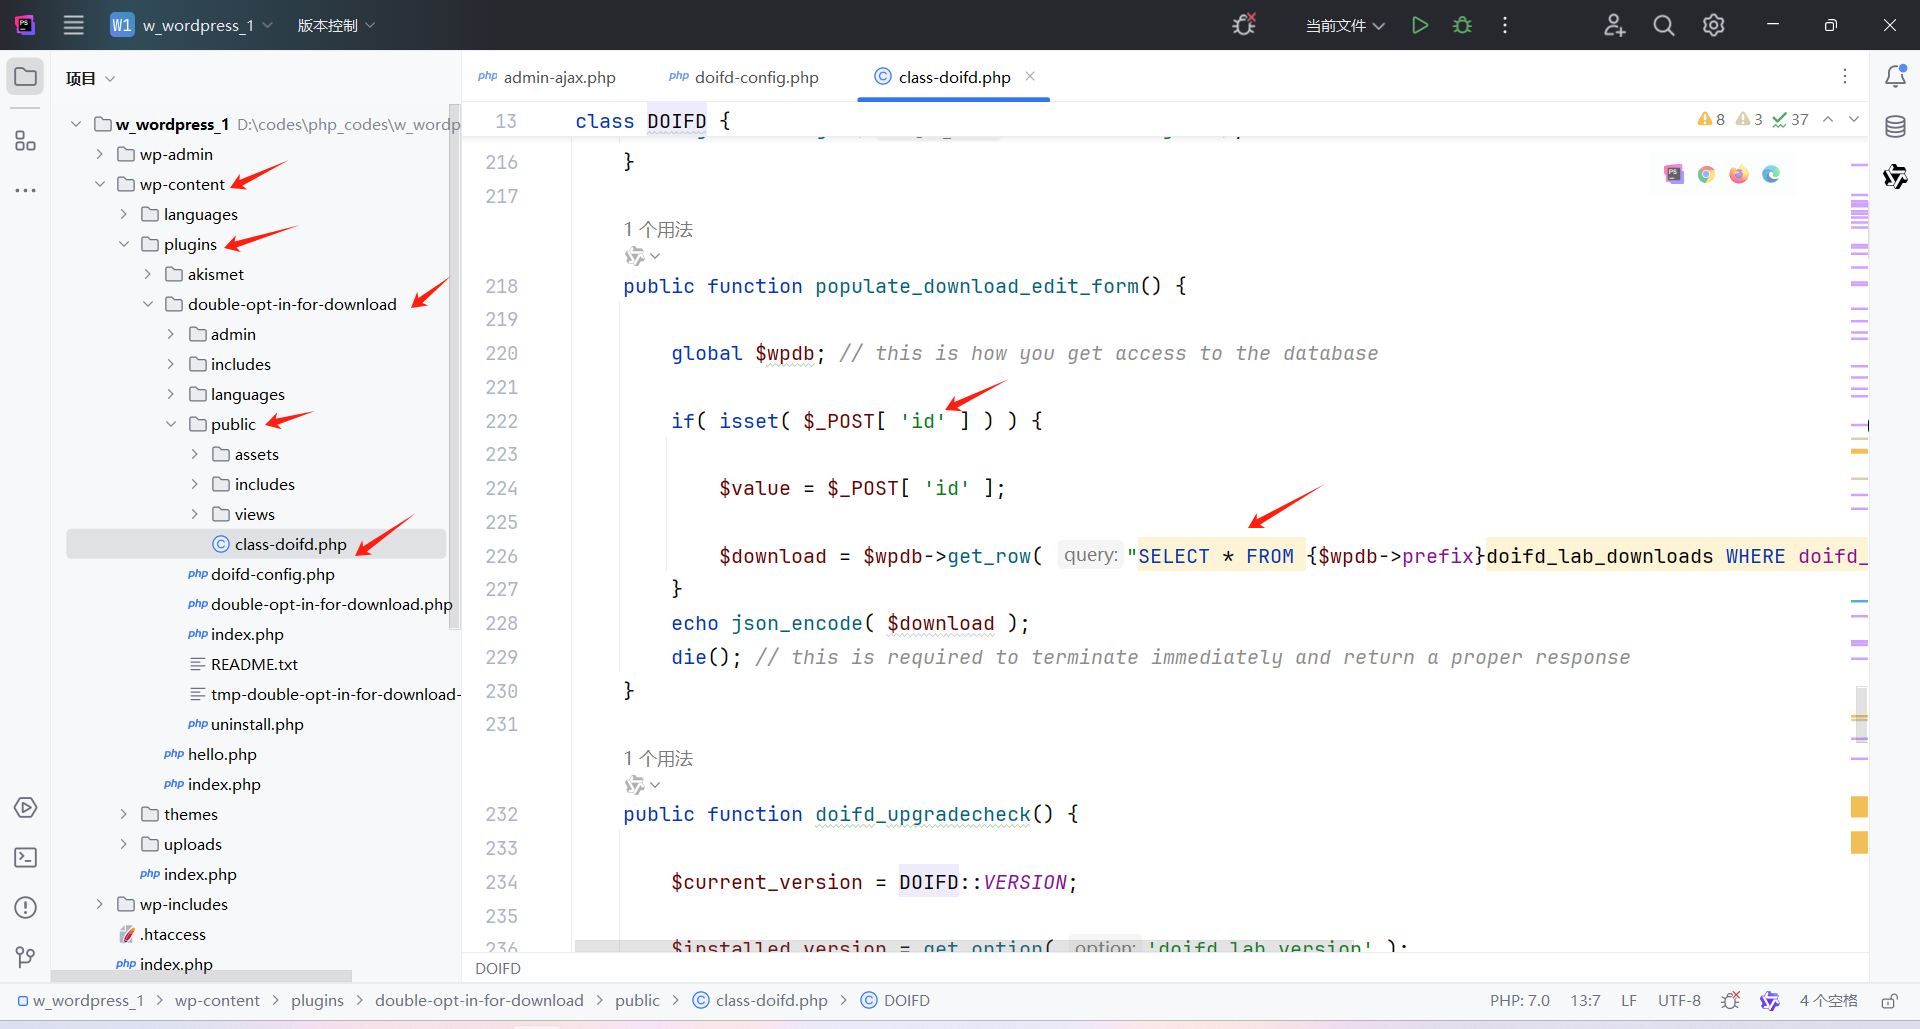 W1 w_wordpress_1 版本控制 当前文件
项目
w_wordpress_1 D:\codes\php_codes\w_wordp
wp-admin
wp-content
languages
plugins
akismet
double-opt-in-for-download
admin
includes
languages
public
assets
includes
views
class-doifd.php
php doifd-config.php
php double-opt-in-for-download.php
php index.php
README.txt
tmp-double-opt-in-for-download-
php uninstall.php
php hello.php
php index.php
themes
uploads
php index.php
wp-includes
.htaccess
php index.php
php admin-ajax.php php doifd-config.php class-doifd.php
13 class DOIFD {
8 3 37
216 }
217
1 个用法
218 public function populate_download_edit_form() {
219
220 global $wpdb; // this is how you get access to the database
221
222 if( isset( $_POST[ 'id' ] ) ) {
223
224 $value = $_POST[ 'id' ];
225
226 $download = $wpdb->get_row( query: "SELECT * FROM {$wpdb->prefix}doifd_lab_downloads WHERE doifd_
227 }
228 echo json_encode( $download );
229 die(); // this is required to terminate immediately and return a proper response
230 }
231
1 个用法
232 public function doifd_upgradecheck() {
233
234 $current_version = DOIFD::VERSION;
235
236 $installed_version = get_option( option: 'doifd_lab_version' );
DOIFD
w_wordpress_1 > wp-content > plugins > double-opt-in-for-download > public > class-doifd.php > DOIFD
PHP: 7.0 13:7 LF UTF-8 4 个空格